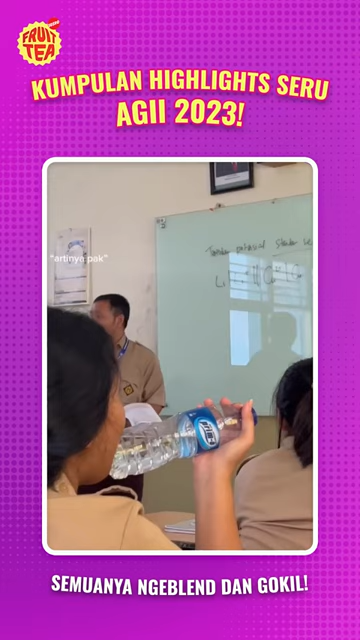 FRUIT
TEA
KUMPULAN HIGHLIGHTS SERU
AGII 2023!
"artinya pak"
SEMUANYA NGEBLEND DAN GOKIL!